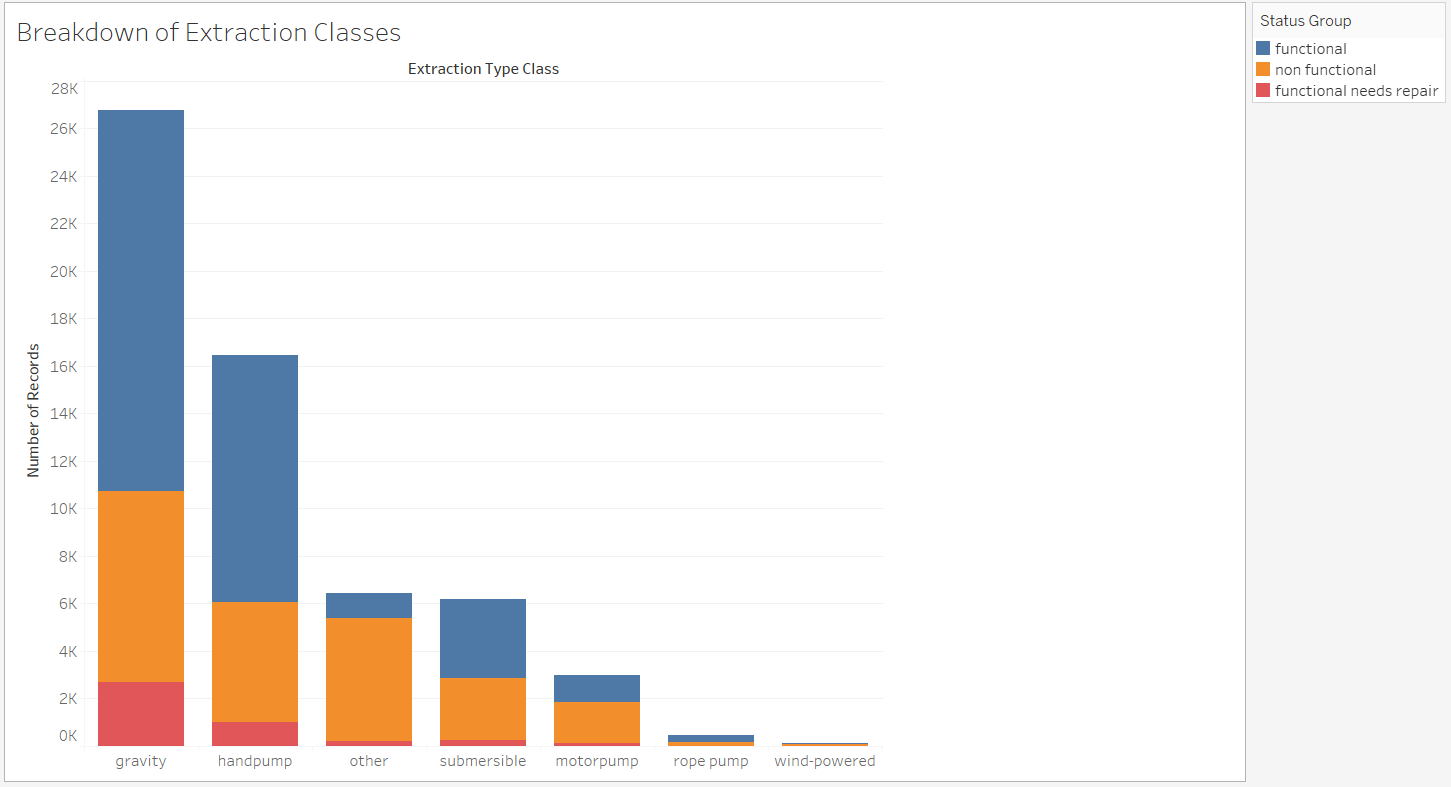 Breakdown of Extraction Classes
Extraction Type Class
28K
26K
24K
22K
20K
18K
16K
14K
12K
10K
8K
6K
4K
2K
0K
Number of Records
gravity
handpump
other
submersible
motorpump
rope pump
wind-powered
Status Group
functional
non functional
functional needs repair